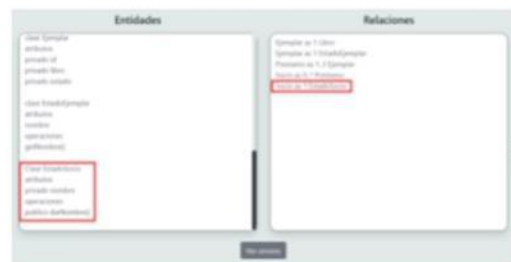 Entidades
Relaciones
clase Ejemplar
atributos
privado id
privado libro
privado estado
clase EstadoEjemplar
atributos
nombre
operaciones
getNombre()
Clase EstadoSocio
atributos
privado nombre
operaciones
publico darNombre()
Ejemplar as 1 Libro
Ejemplar as 1 EstadoEjemplar
Prestamo as 1..3 Ejemplar
Socio as 0..* Prestamo
Socio as 1 EstadoSocio